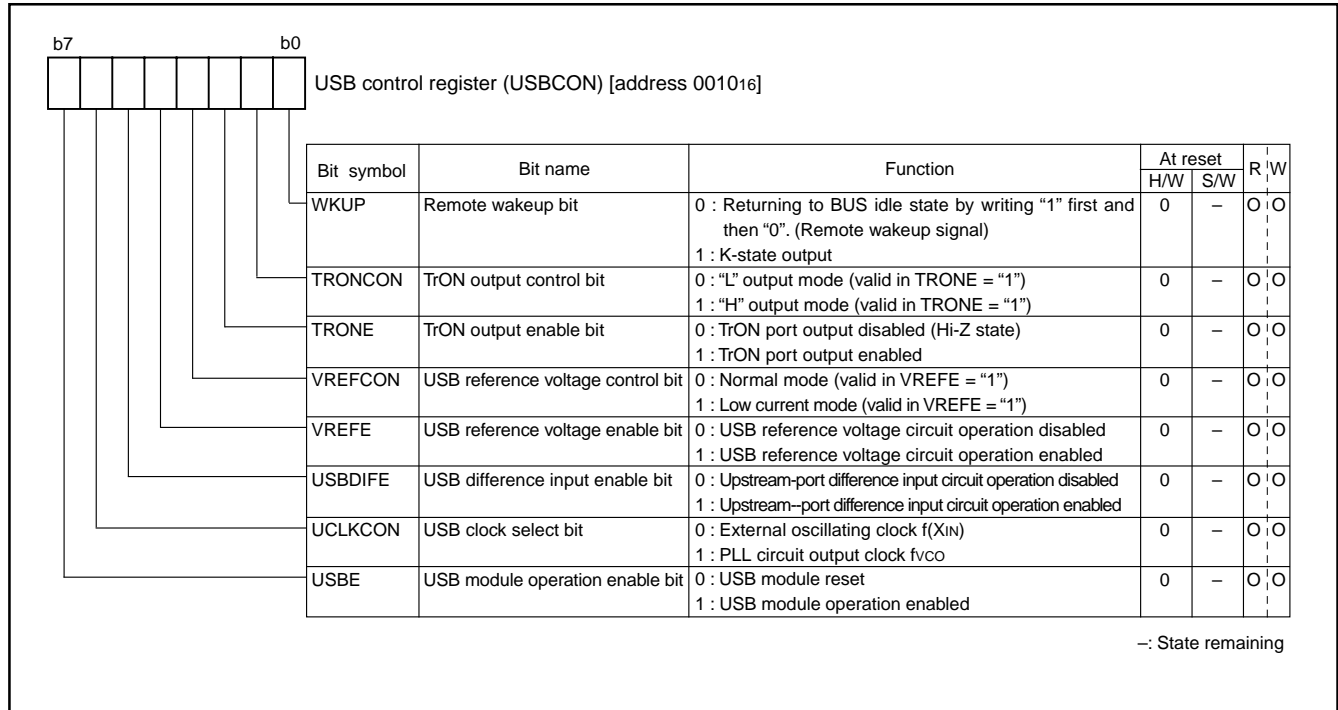 b7 b0
USB control register (USBCON) [address 001016]
Bit symbol Bit name Function At reset R W
H/W S/W
WKUP Remote wakeup bit 0 : Returning to BUS idle state by writing “1” first and 0 – O O
then “0”. (Remote wakeup signal)
1 : K-state output
TRONCON TrON output control bit 0 : “L” output mode (valid in TRONE = “1”) 0 – O O
1 : “H” output mode (valid in TRONE = “1”)
TRONE TrON output enable bit 0 : TrON port output disabled (Hi-Z state) 0 – O O
1 : TrON port output enabled
VREFCON USB reference voltage control bit 0 : Normal mode (valid in VREFE = “1”) 0 – O O
1 : Low current mode (valid in VREFE = “1”)
VREFE USB reference voltage enable bit 0 : USB reference voltage circuit operation disabled 0 – O O
1 : USB reference voltage circuit operation enabled
USBDIFE USB difference input enable bit 0 : Upstream-port difference input circuit operation disabled 0 – O O
1 : Upstream--port difference input circuit operation enabled
UCLKCON USB clock select bit 0 : External oscillating clock f(XIN) 0 – O O
1 : PLL circuit output clock fVCO
USBE USB module operation enable bit 0 : USB module reset 0 – O O
1 : USB module operation enabled
–: State remaining